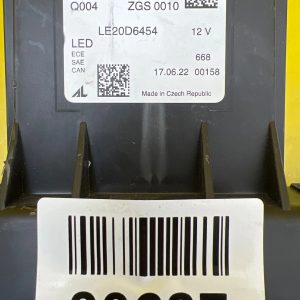 Q004 ZGS 0010
LE20D6454 12 V
LED
ECE
SAE
CAN
668
17.06.22 00158
AL
Made in Czech Republic